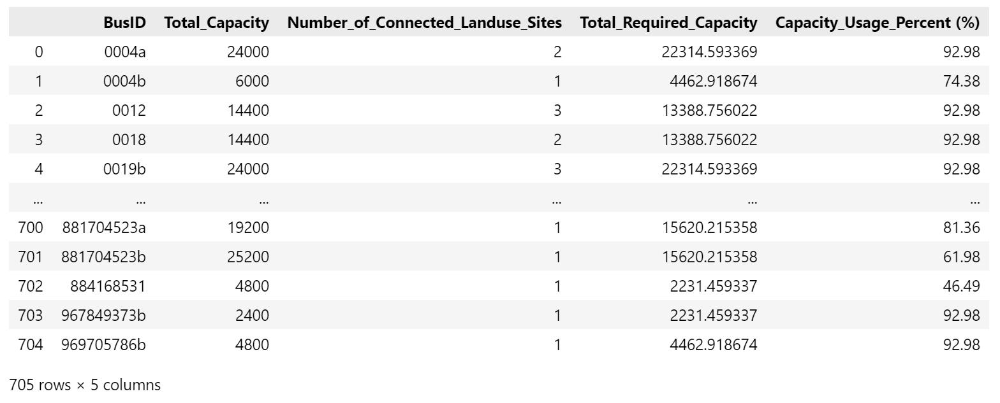 BusID Total_Capacity Number_of_Connected_Landuse_Sites Total_Required_Capacity Capacity_Usage_Percent (%)
0 0004a 24000 2 22314.593369 92.98
1 0004b 6000 1 4462.918674 74.38
2 0012 14400 3 13388.756022 92.98
3 0018 14400 2 13388.756022 92.98
4 0019b 24000 3 22314.593369 92.98
... ... ... ... ... ...
700 881704523a 19200 1 15620.215358 81.36
701 881704523b 25200 1 15620.215358 61.98
702 884168531 4800 1 2231.459337 46.49
703 967849373b 2400 1 2231.459337 92.98
704 969705786b 4800 1 4462.918674 92.98
705 rows × 5 columns